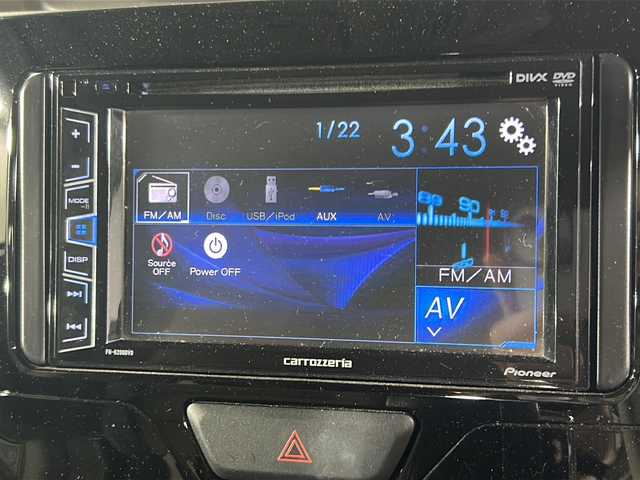 DIVX DVD VIDEO
+
1/22 3:43
−
MODE
FM/AM Disc USB/iPod AUX AV
DISP
Source OFF
Power OFF
FM/AM
AV
carrozzeria
Pioneer